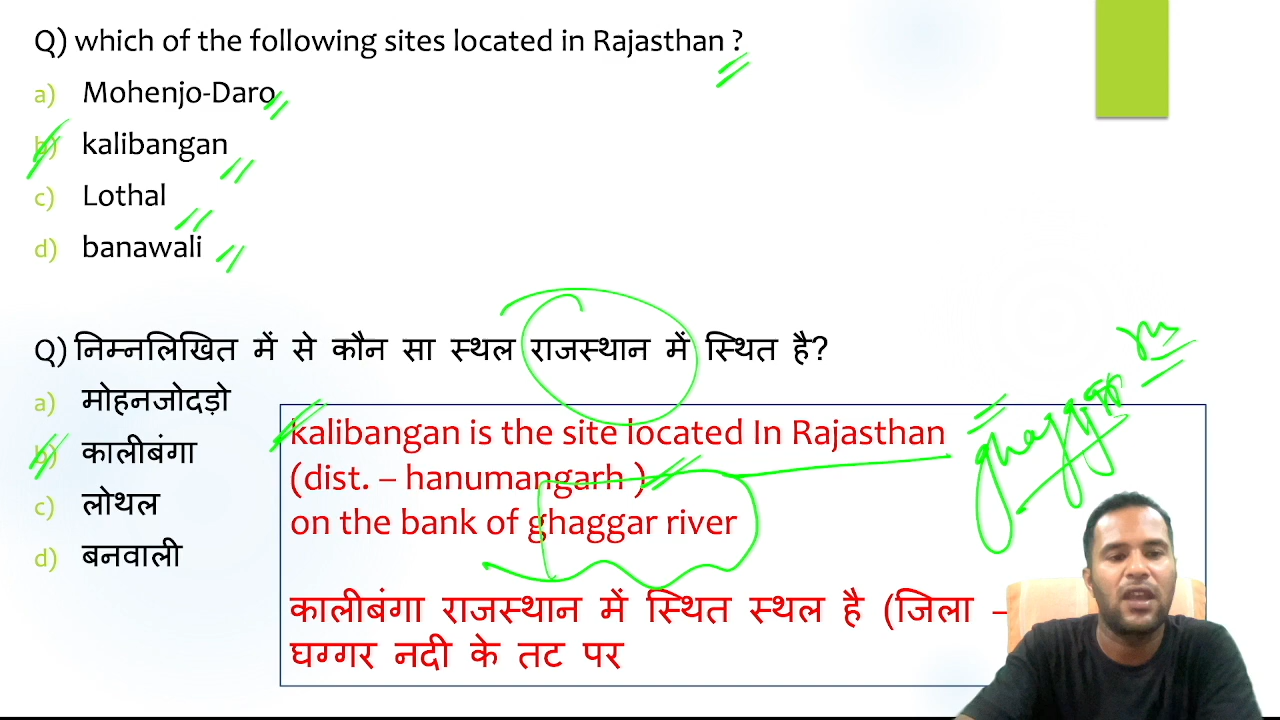 Q) which of the following sites located in Rajasthan ?
a) Mohenjo-Daro
b) kalibangan
c) Lothal
d) banawali
Q) निम्नलिखित में से कौन सा स्थल राजस्थान में स्थित है?
a) मोहनजोदड़ो
b) कालीबंगा
c) लोथल
d) बनवाली
kalibangan is the site located In Rajasthan
(dist. – hanumangarh )
on the bank of ghaggar river
कालीबंगा राजस्थान में स्थित स्थल है (जिला –
घग्गर नदी के तट पर
ghaggar